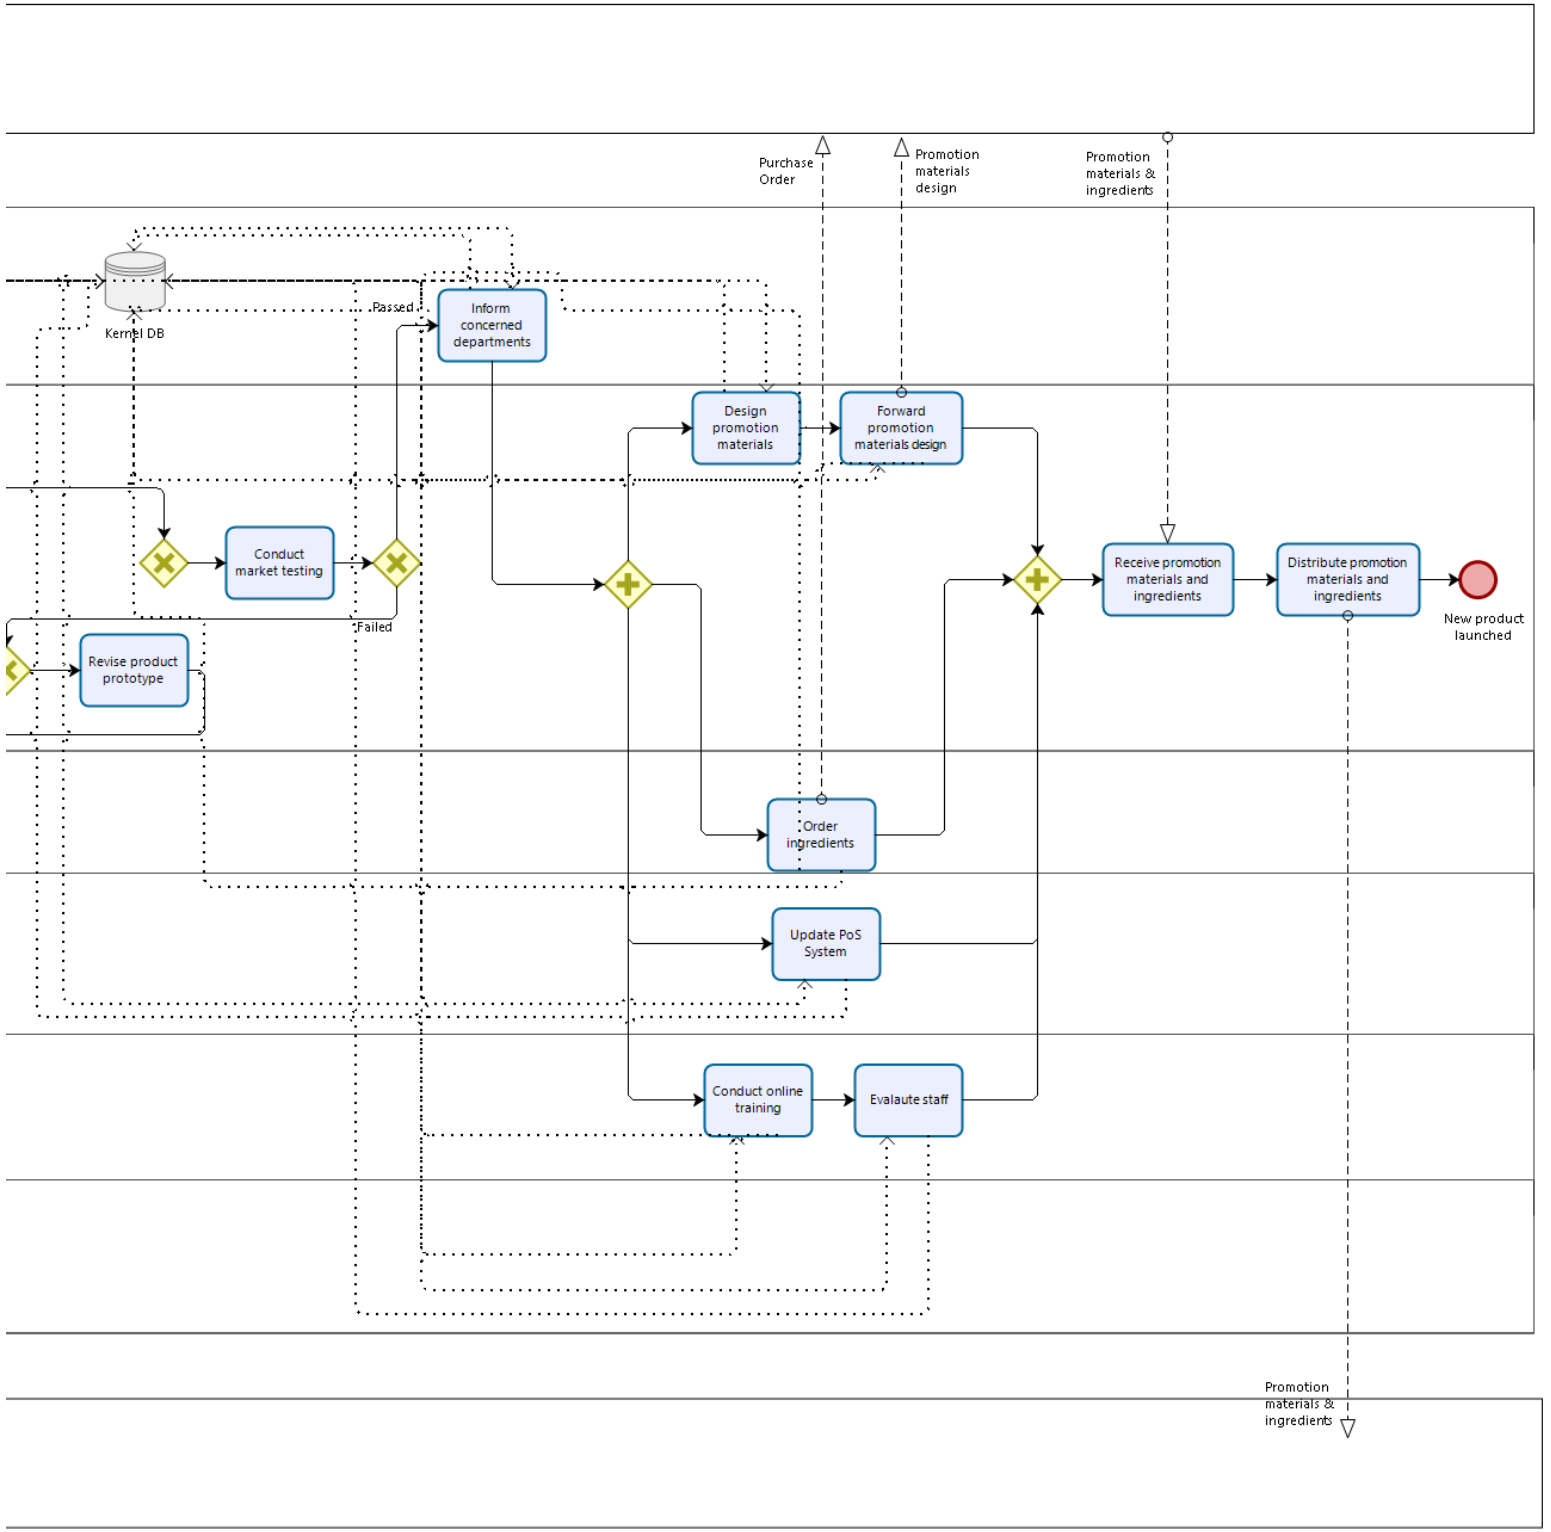 Purchase
Order
Promotion
materials
design
Promotion
materials &
ingredients
Kernel DB
Passed
Inform
concerned
departments
Design
promotion
materials
Forward
promotion
materials design
Conduct
market testing
Receive promotion
materials and
ingredients
Distribute promotion
materials and
ingredients
New product
launched
Failed
Revise product
prototype
Order
ingredients
Update PoS
System
Conduct online
training
Evalaute staff
Promotion
materials &
ingredients